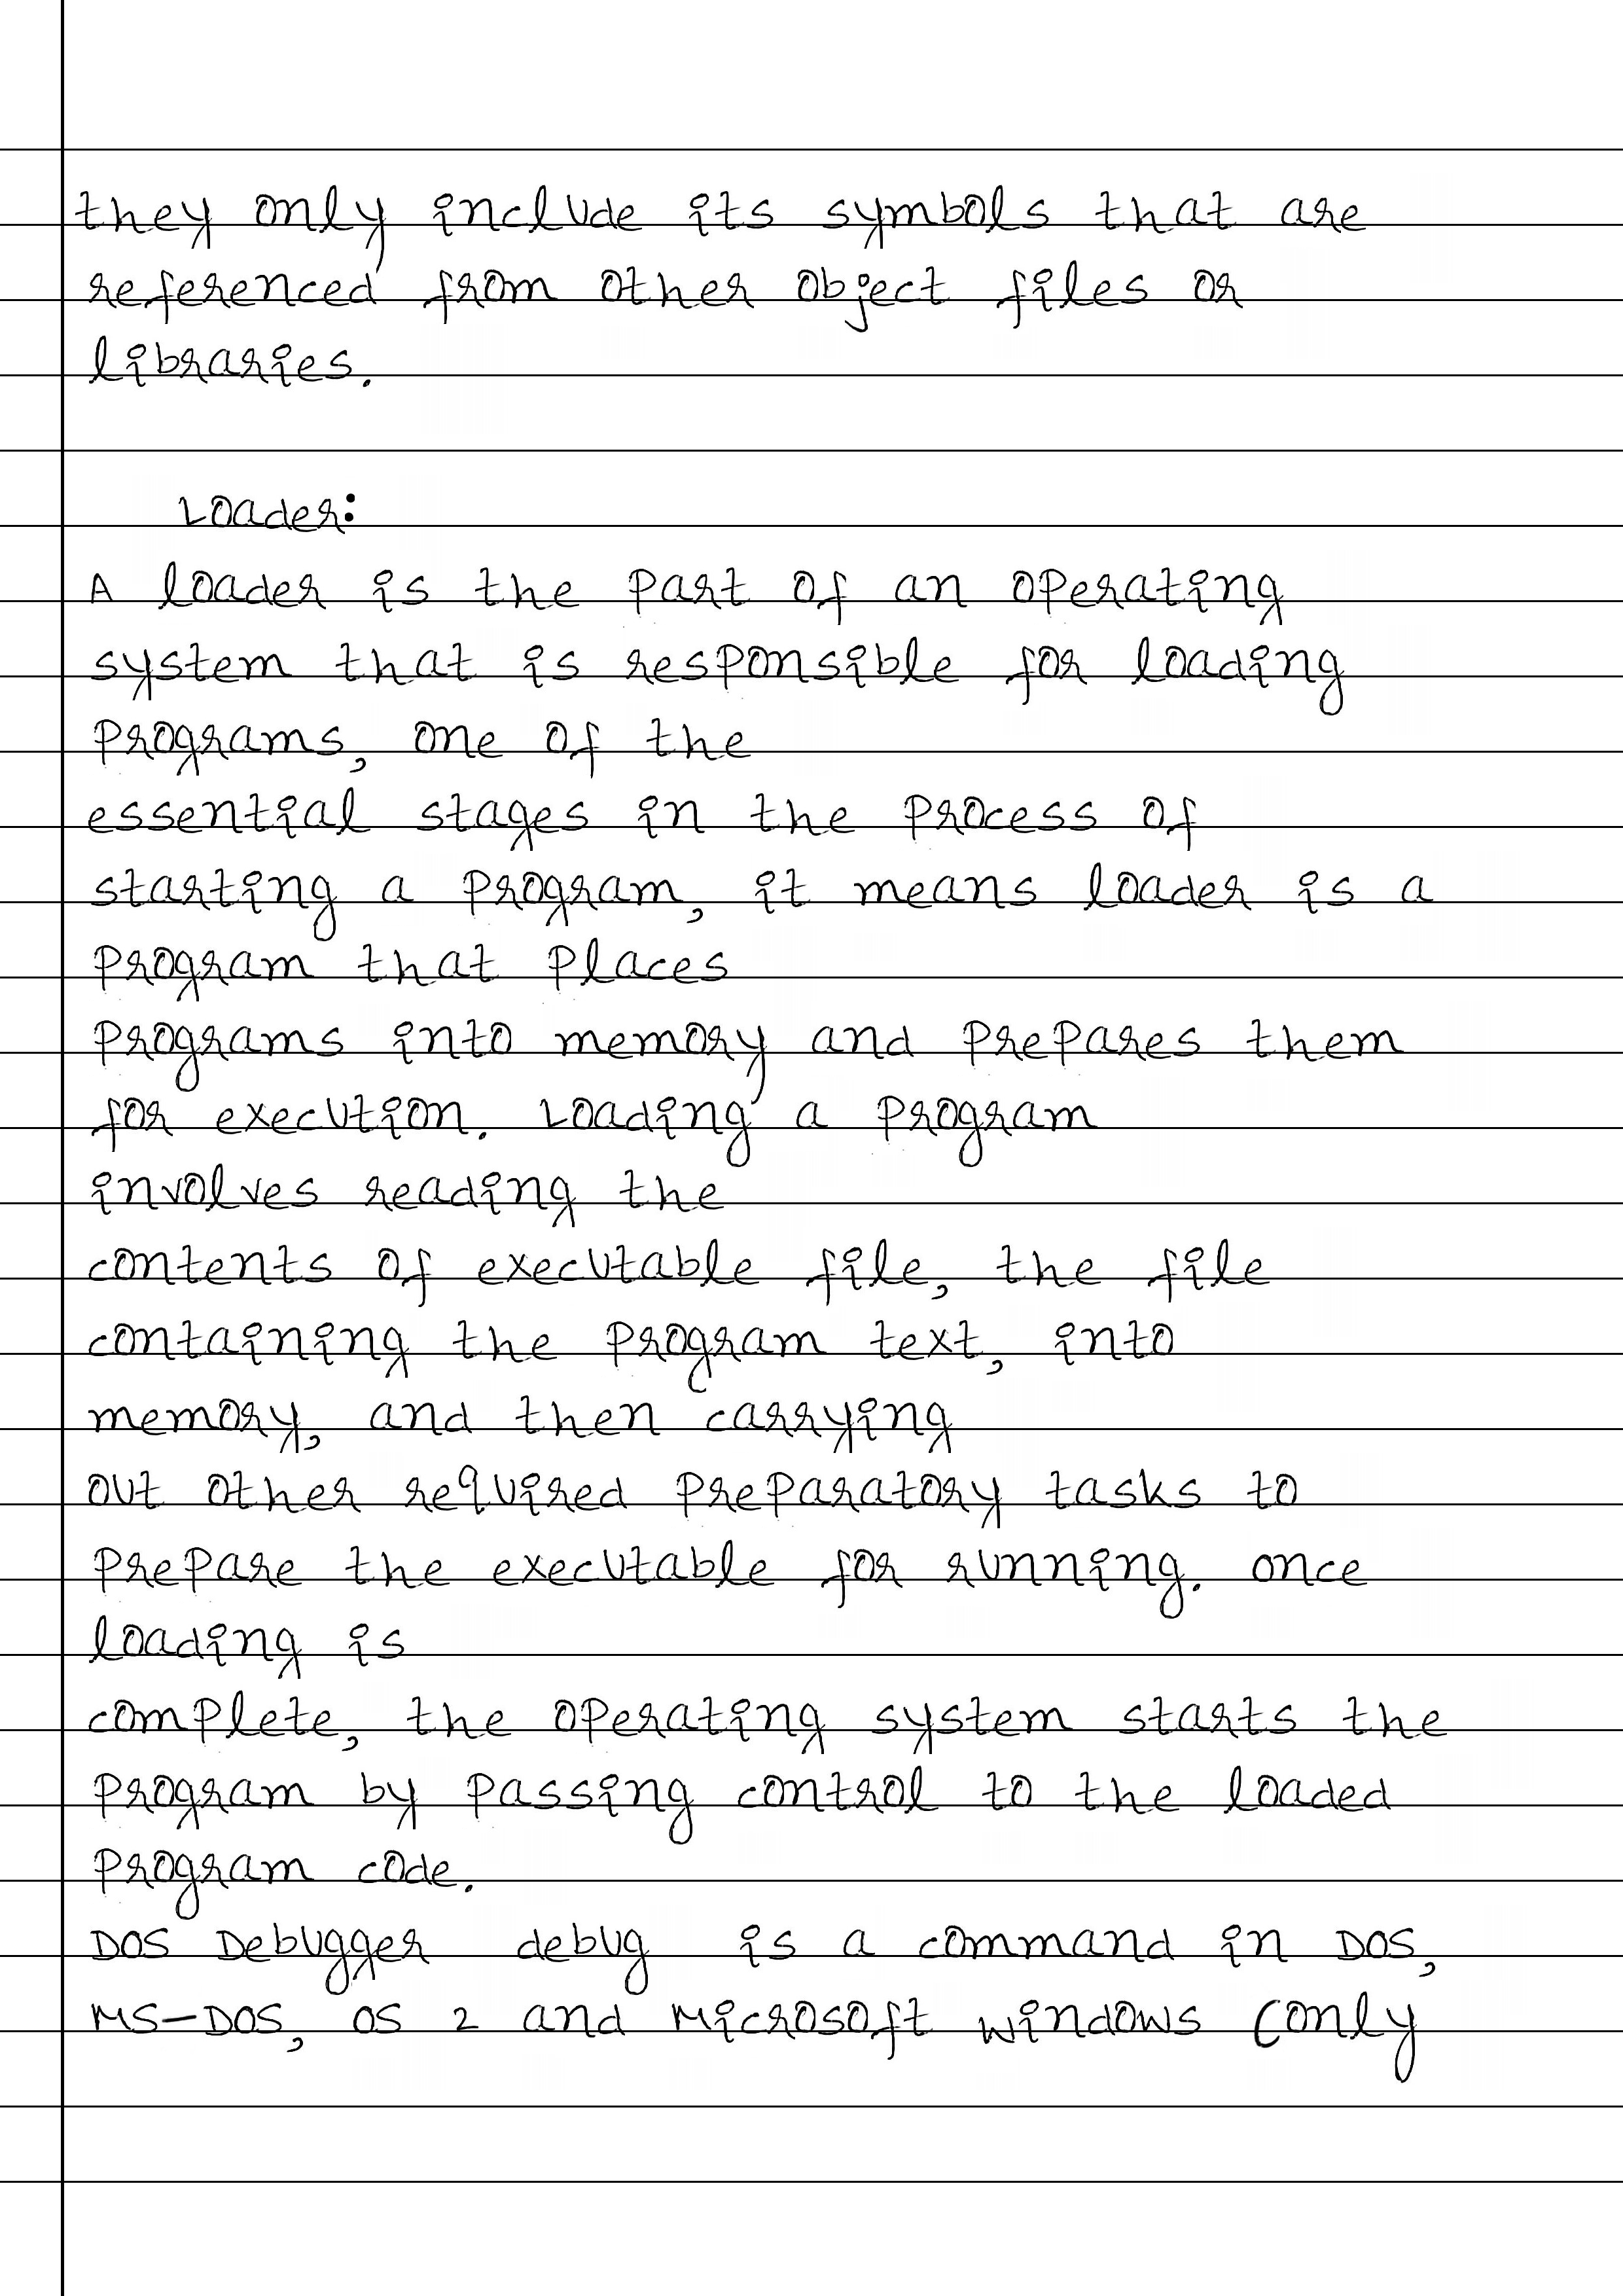 they only include its symbols that are
referenced from other object files or
libraries.
Loader:
A loader is the part of an operating
system that is responsible for loading
programs, one of the
essential stages in the process of
starting a program, it means loader is a
program that places
programs into memory and prepares them
for execution. Loading a program
involves reading the
contents of executable file, the file
containing the program text, into
memory, and then carrying
out other required preparatory tasks to
prepare the executable for running. once
loading is
complete, the operating system starts the
program by passing control to the loaded
program code.
DOS Debugger debug is a command in DOS,
MS-DOS, OS 2 and Microsoft windows (only